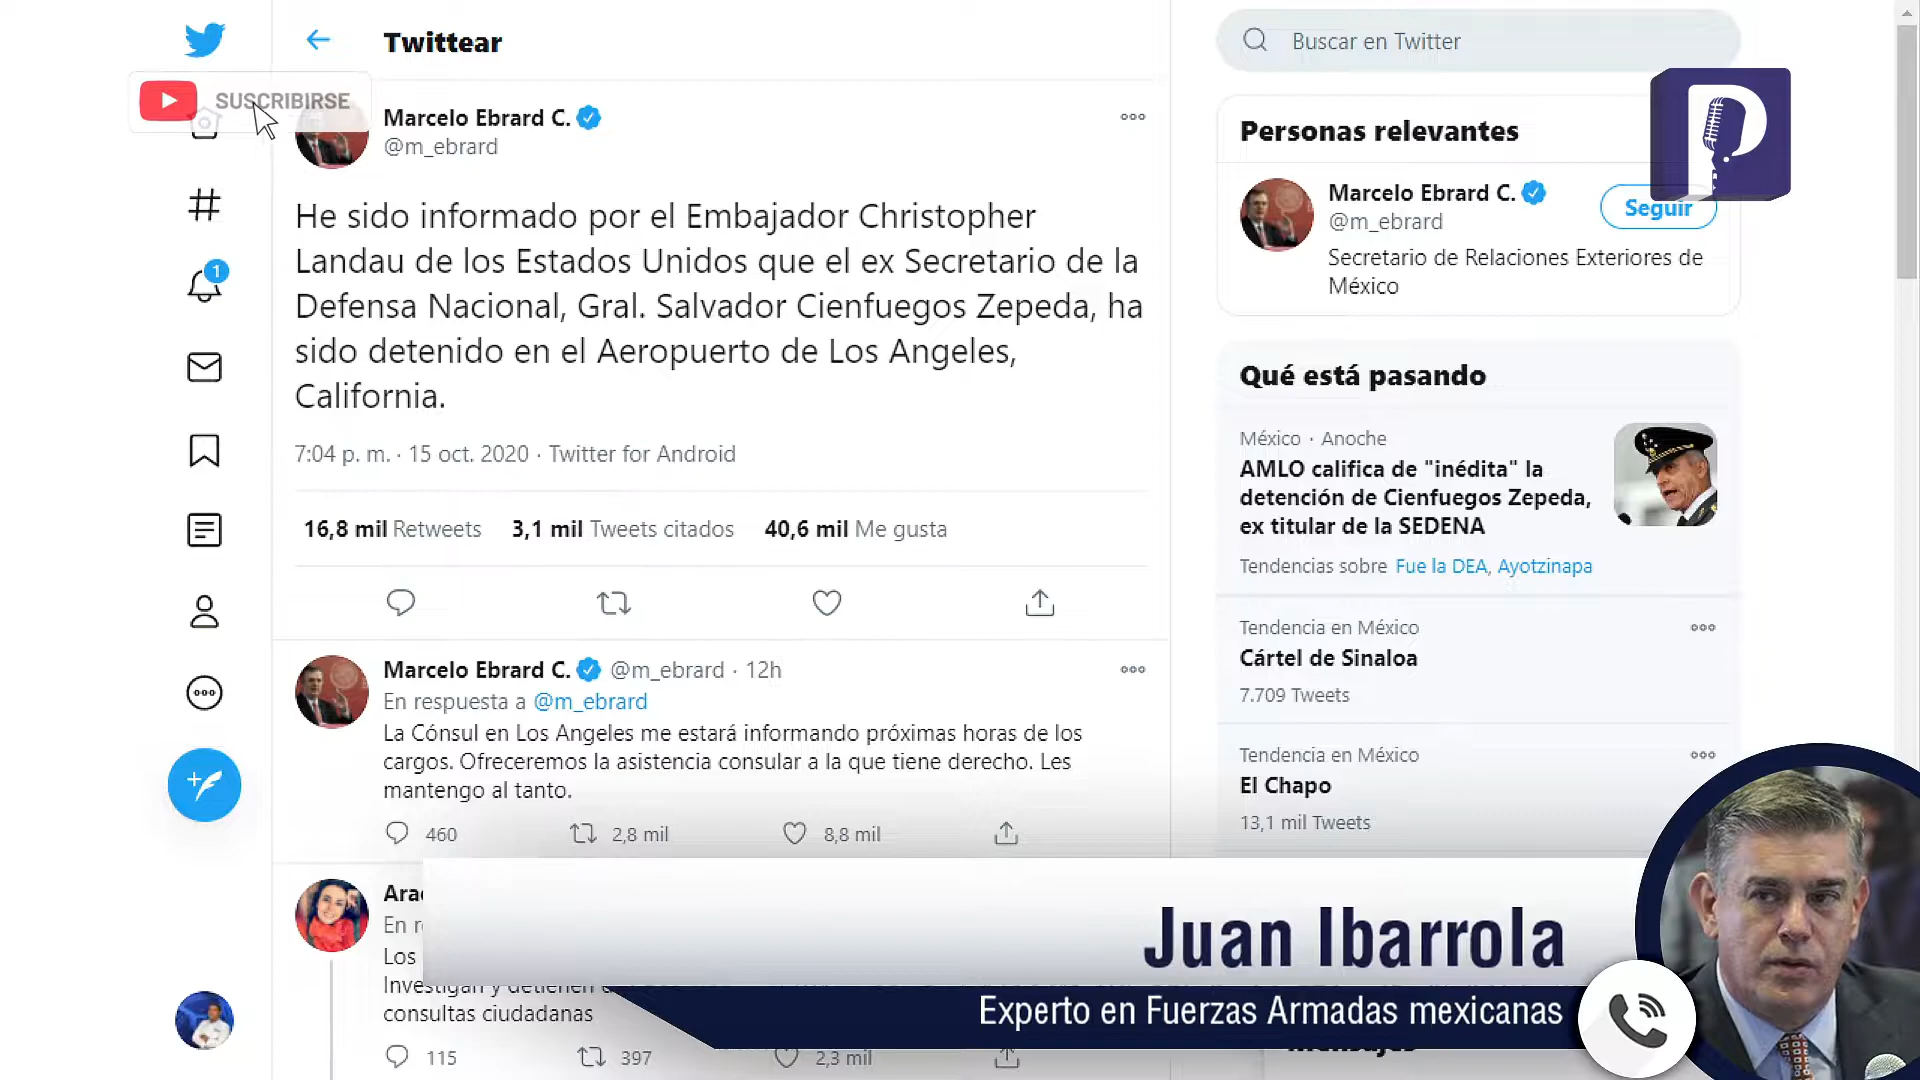 Twittear
Buscar en Twitter
SUSCRIBIRSE
Marcelo Ebrard C.
@m_ebrard
He sido informado por el Embajador Christopher
Landau de los Estados Unidos que el ex Secretario de la
Defensa Nacional, Gral. Salvador Cienfuegos Zepeda, ha
sido detenido en el Aeropuerto de Los Angeles,
California.
7:04 p. m. · 15 oct. 2020 · Twitter for Android
16,8 mil Retweets 3,1 mil Tweets citados 40,6 mil Me gusta
1
Marcelo Ebrard C. @m_ebrard · 12h
En respuesta a @m_ebrard
La Cónsul en Los Angeles me estará informando próximas horas de los
cargos. Ofreceremos la asistencia consular a la que tiene derecho. Les
mantengo al tanto.
460 2,8 mil 8,8 mil
Los
Investigan y detienen
consultas ciudadanas
115 397 2,3 mil
Personas relevantes
P
Marcelo Ebrard C.
@m_ebrard
Seguir
Secretario de Relaciones Exteriores de
México
Qué está pasando
México · Anoche
AMLO califica de "inédita" la
detención de Cienfuegos Zepeda,
ex titular de la SEDENA
Tendencias sobre Fue la DEA, Ayotzinapa
Tendencia en México
Cártel de Sinaloa
7.709 Tweets
Tendencia en México
El Chapo
13,1 mil Tweets
Juan Ibarrola
Experto en Fuerzas Armadas mexicanas